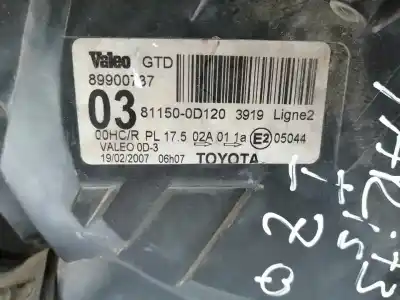 Valeo GTD
89900737
03 81150-0D120 3919 Ligne2
00HC/R PL 17.5 02A 01 1a E2 05044
VALEO 0D-3
19/02/2007 06h07 TOYOTA